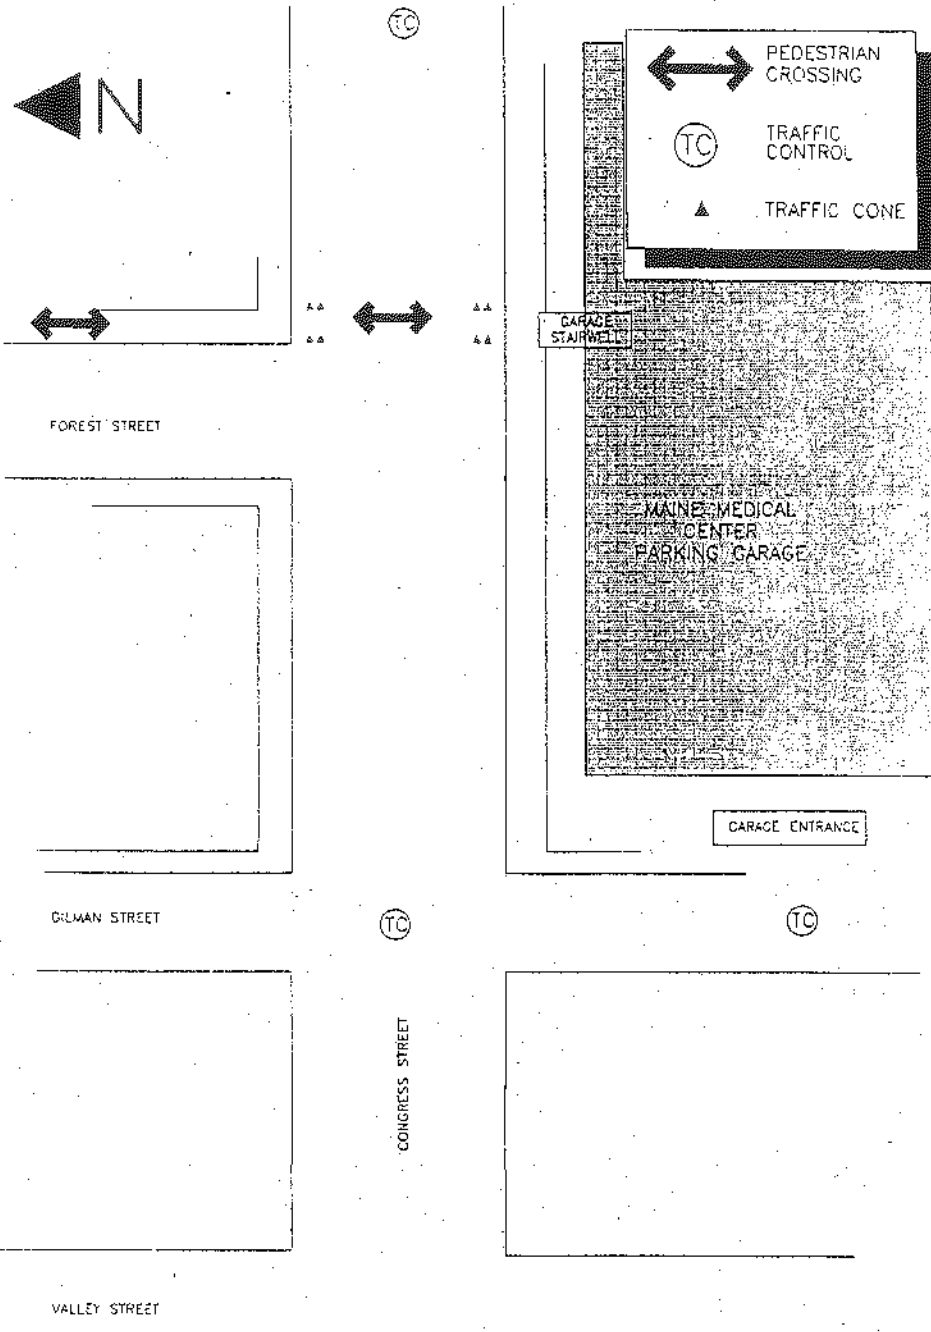 TC
N
PEDESTRIAN
CROSSING
TC
TRAFFIC
CONTROL
TRAFFIC CONE
GARAGE
STAIRWELL
FOREST STREET
MAINE MEDICAL
CENTER
PARKING GARAGE
GARAGE ENTRANCE
GILMAN STREET
TC
TC
CONGRESS STREET
VALLEY STREET